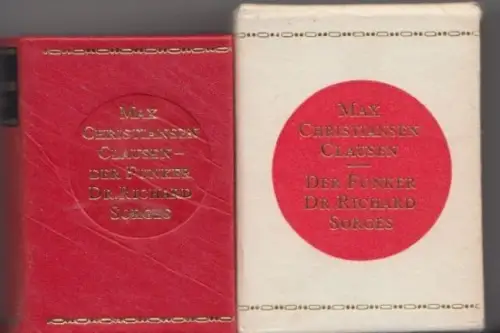 MAX
CHRISTIANSEN
CLAUSEN –
DER FUNKER
DR. RICHARD
SORGES
MAX
CHRISTIANSEN
CLAUSEN
DER FUNKER
DR. RICHARD
SORGES